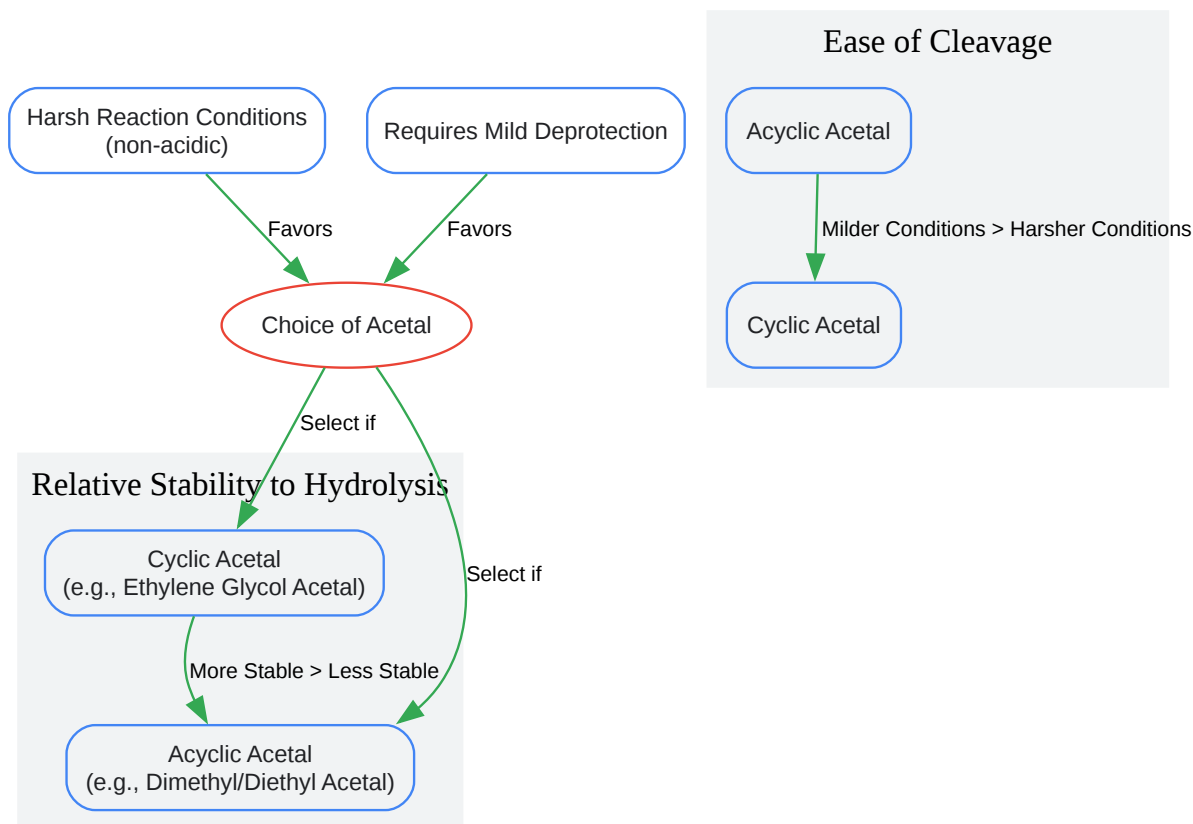 Ease of Cleavage
Harsh Reaction Conditions
(non-acidic)
Requires Mild Deprotection
Acyclic Acetal
Favors
Favors
Milder Conditions > Harsher Conditions
Choice of Acetal
Cyclic Acetal
Select if
Relative Stability to Hydrolysis
Cyclic Acetal
(e.g., Ethylene Glycol Acetal)
Select if
More Stable > Less Stable
Acyclic Acetal
(e.g., Dimethyl/Diethyl Acetal)